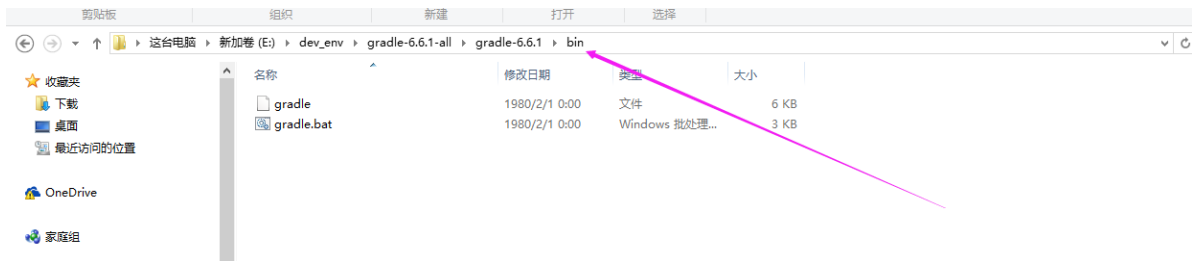 剪贴板 组织 新建 打开 选择
这台电脑 新加卷 (E:) dev_env gradle-6.6.1-all gradle-6.6.1 bin
收藏夹 名称 修改日期 类型 大小
下载 gradle 1980/2/1 0:00 文件 6 KB
桌面 gradle.bat 1980/2/1 0:00 Windows 批处理... 3 KB
最近访问的位置
OneDrive
家庭组